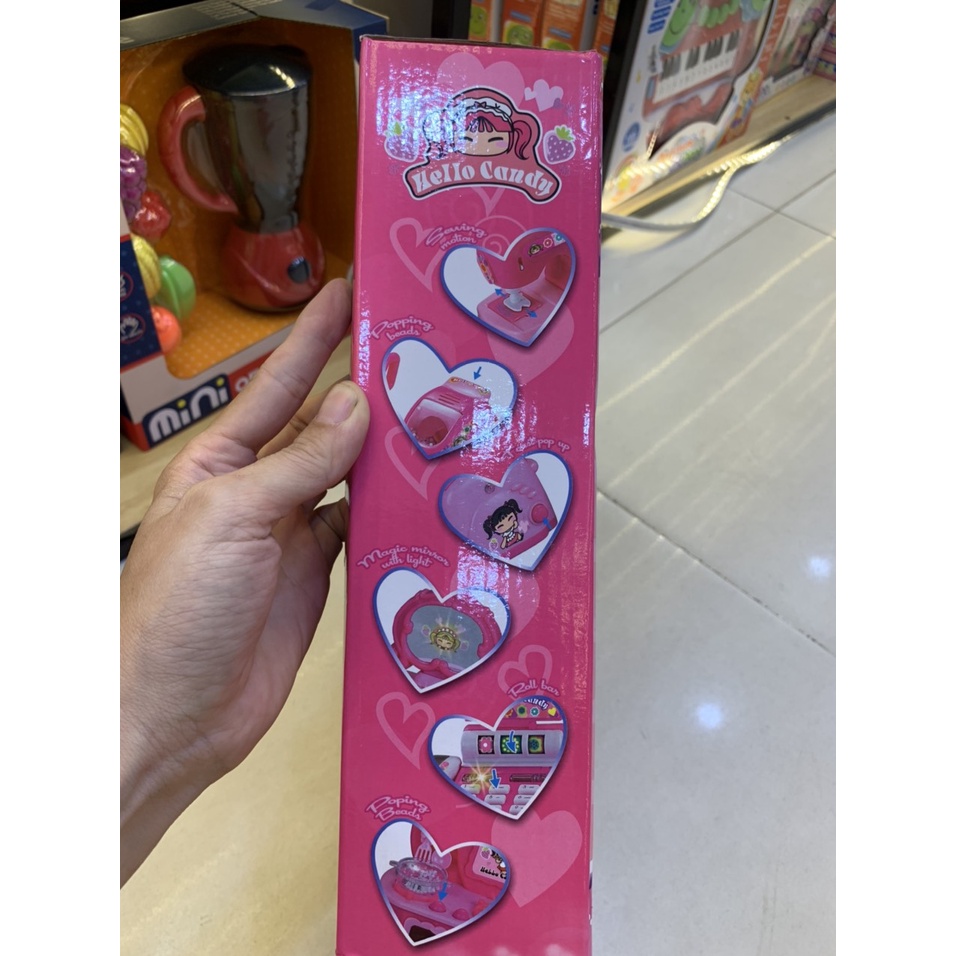 Hello Candy
Sewing
motion
Popping
beads
pop up
Magic mirror
with light
Roll bar
Poping
Beads
mini